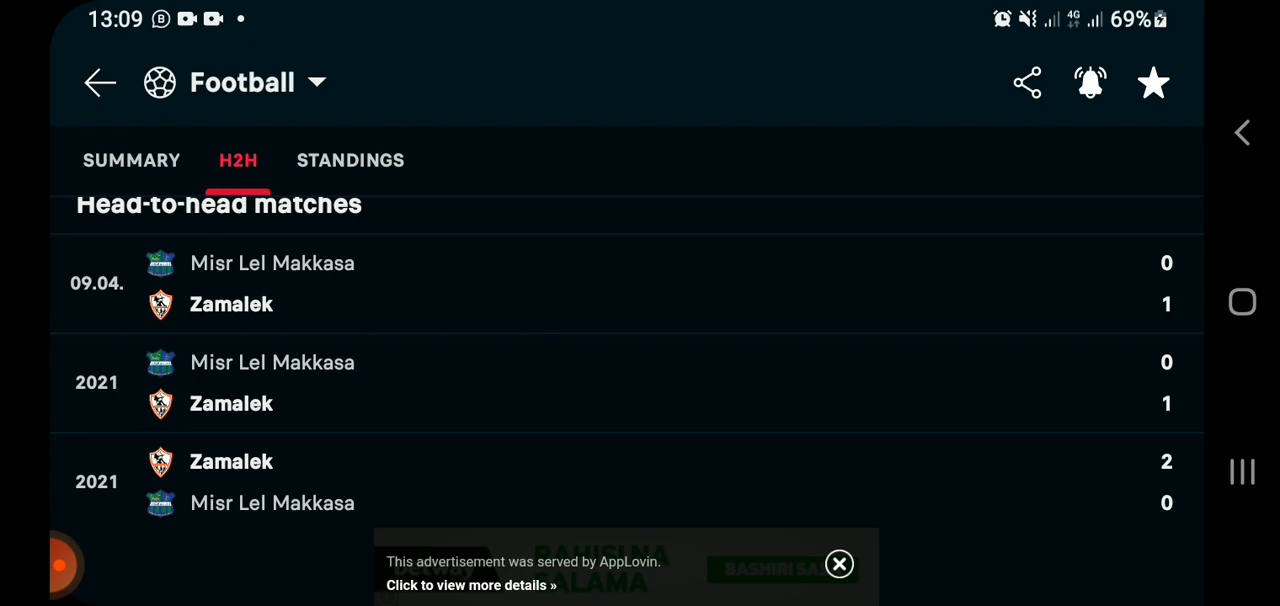 13:09 4G 69%
Football
SUMMARY H2H STANDINGS
Head-to-head matches
09.04.
Misr Lel Makkasa 0
Zamalek 1
2021
Misr Lel Makkasa 0
Zamalek 1
2021
Zamalek 2
Misr Lel Makkasa 0
This advertisement was served by AppLovin.
Click to view more details »